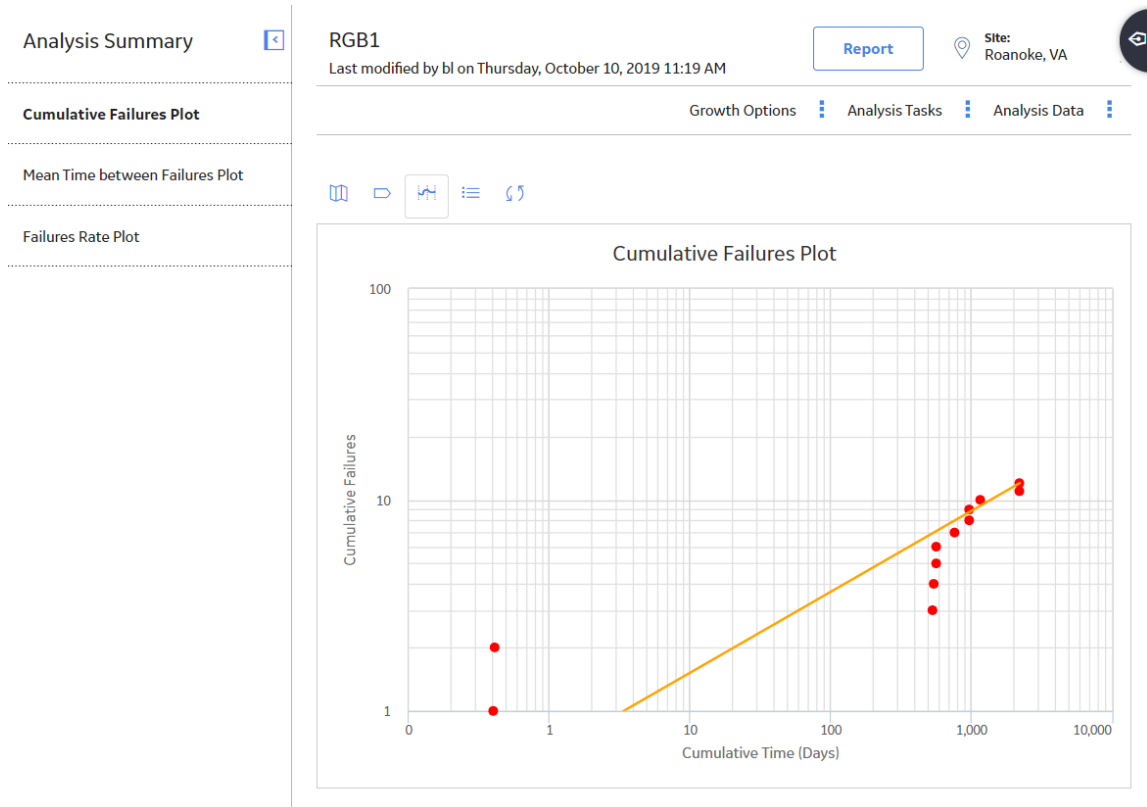 Analysis Summary
Cumulative Failures Plot
Mean Time between Failures Plot
Failures Rate Plot
RGB1
Last modified by bl on Thursday, October 10, 2019 11:19 AM
Report
Site:
Roanoke, VA
Growth Options
Analysis Tasks
Analysis Data
Cumulative Failures Plot
100
10
1
Cumulative Failures
0
1
10
100
1,000
10,000
Cumulative Time (Days)